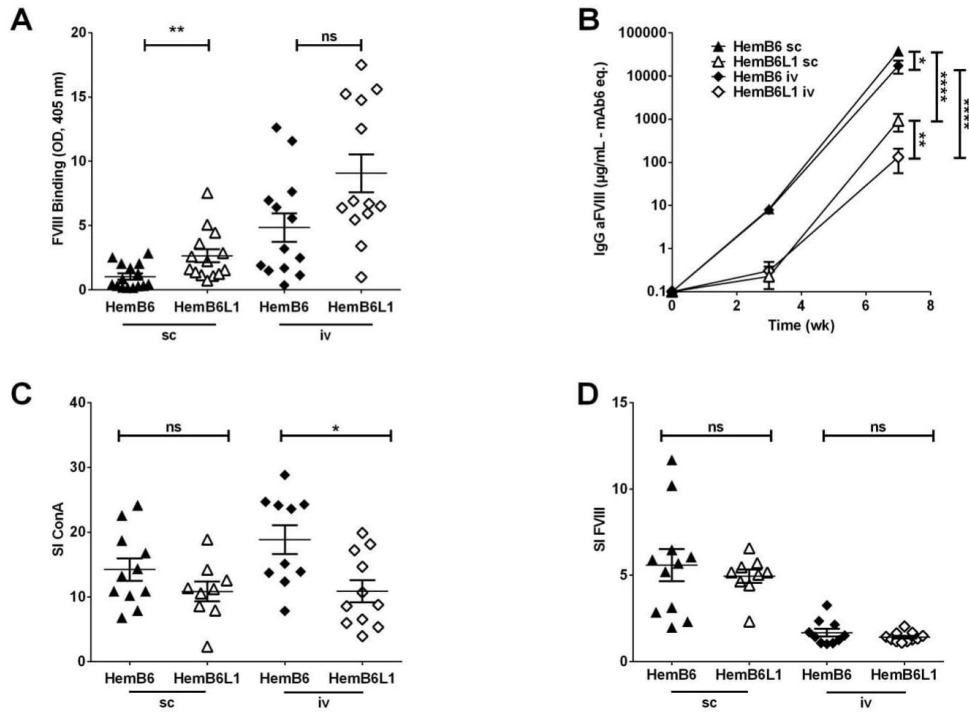 A
FVIII Binding (OD, 405 nm)
20
15
10
5
0
**
ns
HemB6 HemB6L1 HemB6 HemB6L1
sc iv
B
IgG aFVIII (µg/mL - mAb6 eq.)
100000
10000
1000
100
10
1
0.1
HemB6 sc
HemB6L1 sc
HemB6 iv
HemB6L1 iv
*
**
****
****
0 2 4 6 8
Time (wk)
C
SI ConA
40
30
20
10
0
ns
*
HemB6 HemB6L1 HemB6 HemB6L1
sc iv
D
SI FVIII
15
10
5
0
ns
ns
HemB6 HemB6L1 HemB6 HemB6L1
sc iv